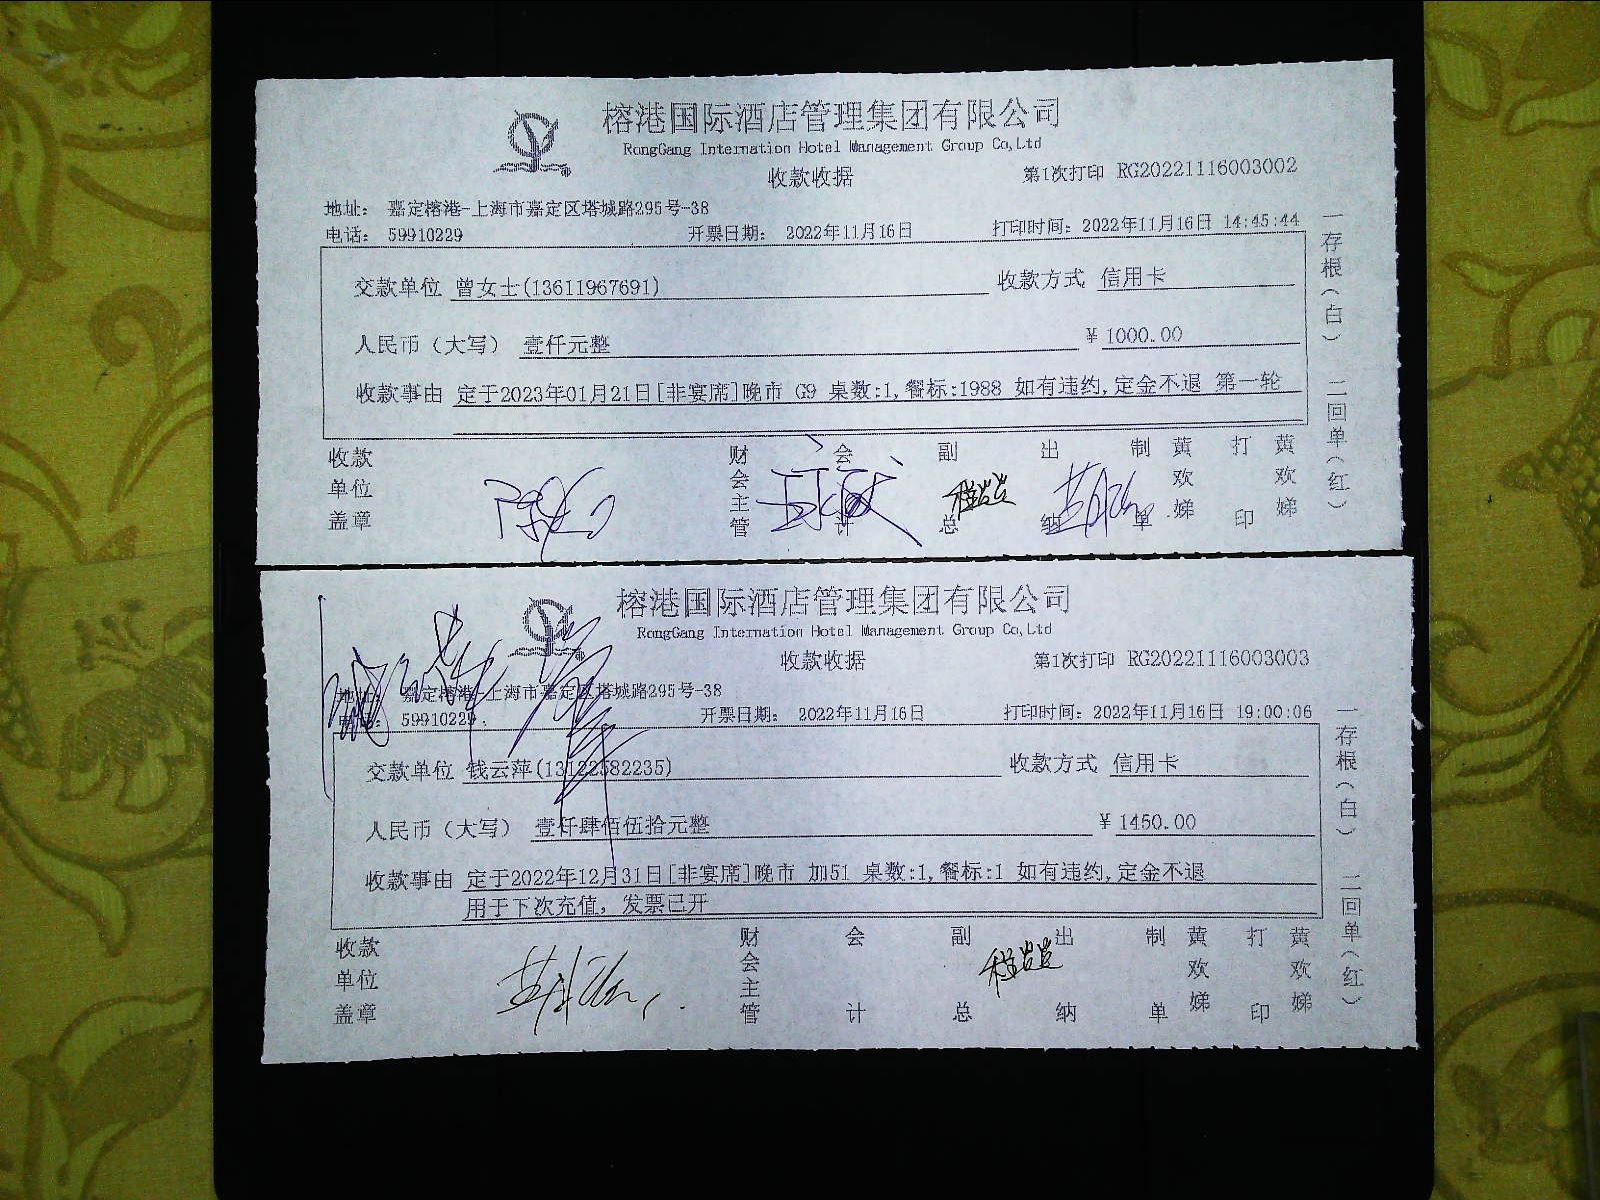 榕港国际酒店管理集团有限公司
RongGang Internation Hotel Management Group Co,Ltd
收款收据
第1次打印 RG20221116003002
地址： 嘉定榕港-上海市嘉定区塔城路295号-38
电话： 59910229 开票日期： 2022年11月16日 打印时间：2022年11月16日 14:45:44
交款单位 曾女士(13611967691) 收款方式 信用卡
人民币（大写） 壹仟元整 ￥1000.00
收款事由 定于2023年01月21日[非宴席]晚市 G9 桌数:1,餐标:1988 如有违约,定金不退 第一轮
收款单位盖章 财会主管 会计 副总 出纳 制单 黄欢娣 打印 黄欢娣
一存根（白） 二回单（红）
榕港国际酒店管理集团有限公司
RongGang Internation Hotel Management Group Co,Ltd
收款收据
第1次打印 RG20221116003003
地址： 嘉定榕港-上海市嘉定区塔城路295号-38
电话： 59910229 开票日期： 2022年11月16日 打印时间：2022年11月16日 19:00:06
交款单位 钱云萍(13122582235) 收款方式 信用卡
人民币（大写） 壹仟肆佰伍拾元整 ￥1450.00
收款事由 定于2022年12月31日[非宴席]晚市 加51 桌数:1,餐标:1 如有违约,定金不退
用于下次充值，发票已开
收款单位盖章 财会主管 会计 副总 出纳 制单 黄欢娣 打印 黄欢娣
一存根（白） 二回单（红）